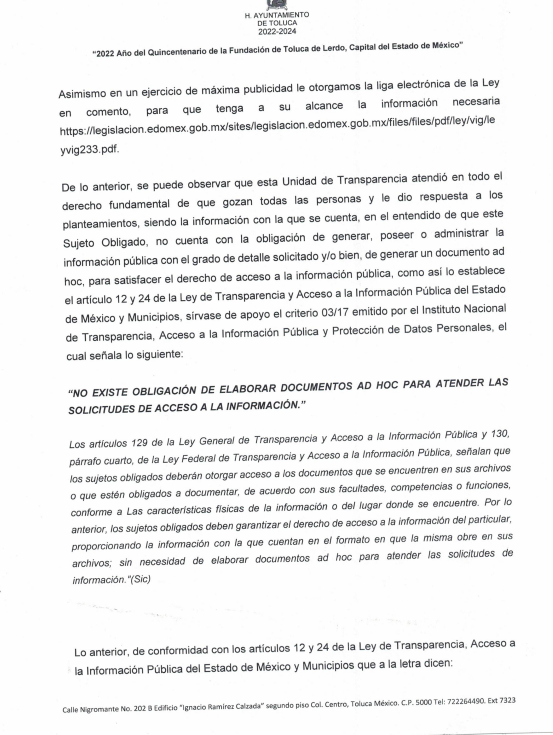 H. AYUNTAMIENTO
DE TOLUCA
2022-2024
"2022 Año del Quincentenario de la Fundación de Toluca de Lerdo, Capital del Estado de México"
Asimismo en un ejercicio de máxima publicidad le otorgamos la liga electrónica de la Ley
en comento, para que tenga a su alcance la información necesaria
https://legislacion.edomex.gob.mx/sites/legislacion.edomex.gob.mx/files/files/pdf/ley/vig/le
yvig233.pdf.
De lo anterior, se puede observar que esta Unidad de Transparencia atendió en todo el
derecho fundamental de que gozan todas las personas y le dio respuesta a los
planteamientos, siendo la información con la que se cuenta, en el entendido de que este
Sujeto Obligado, no cuenta con la obligación de generar, poseer o administrar la
información pública con el grado de detalle solicitado y/o bien, de generar un documento ad
hoc, para satisfacer el derecho de acceso a la información pública, como así lo establece
el artículo 12 y 24 de la Ley de Transparencia y Acceso a la Información Pública del Estado
de México y Municipios, sírvase de apoyo el criterio 03/17 emitido por el Instituto Nacional
de Transparencia, Acceso a la Información Pública y Protección de Datos Personales, el
cual señala lo siguiente:
"NO EXISTE OBLIGACIÓN DE ELABORAR DOCUMENTOS AD HOC PARA ATENDER LAS
SOLICITUDES DE ACCESO A LA INFORMACIÓN."
Los artículos 129 de la Ley General de Transparencia y Acceso a la Información Pública y 130,
párrafo cuarto, de la Ley Federal de Transparencia y Acceso a la Información Pública, señalan que
los sujetos obligados deberán otorgar acceso a los documentos que se encuentren en sus archivos
o que estén obligados a documentar, de acuerdo con sus facultades, competencias o funciones,
conforme a Las características físicas de la información o del lugar donde se encuentre. Por lo
anterior, los sujetos obligados deben garantizar el derecho de acceso a la información del particular,
proporcionando la información con la que cuentan en el formato en que la misma obre en sus
archivos; sin necesidad de elaborar documentos ad hoc para atender las solicitudes de
información."(Sic)
Lo anterior, de conformidad con los artículos 12 y 24 de la Ley de Transparencia, Acceso a
la Información Pública del Estado de México y Municipios que a la letra dicen:
Calle Nigromante No. 202 B Edificio "Ignacio Ramírez Calzada" segundo piso Col. Centro, Toluca México. C.P. 5000 Tel: 722264490. Ext 7323